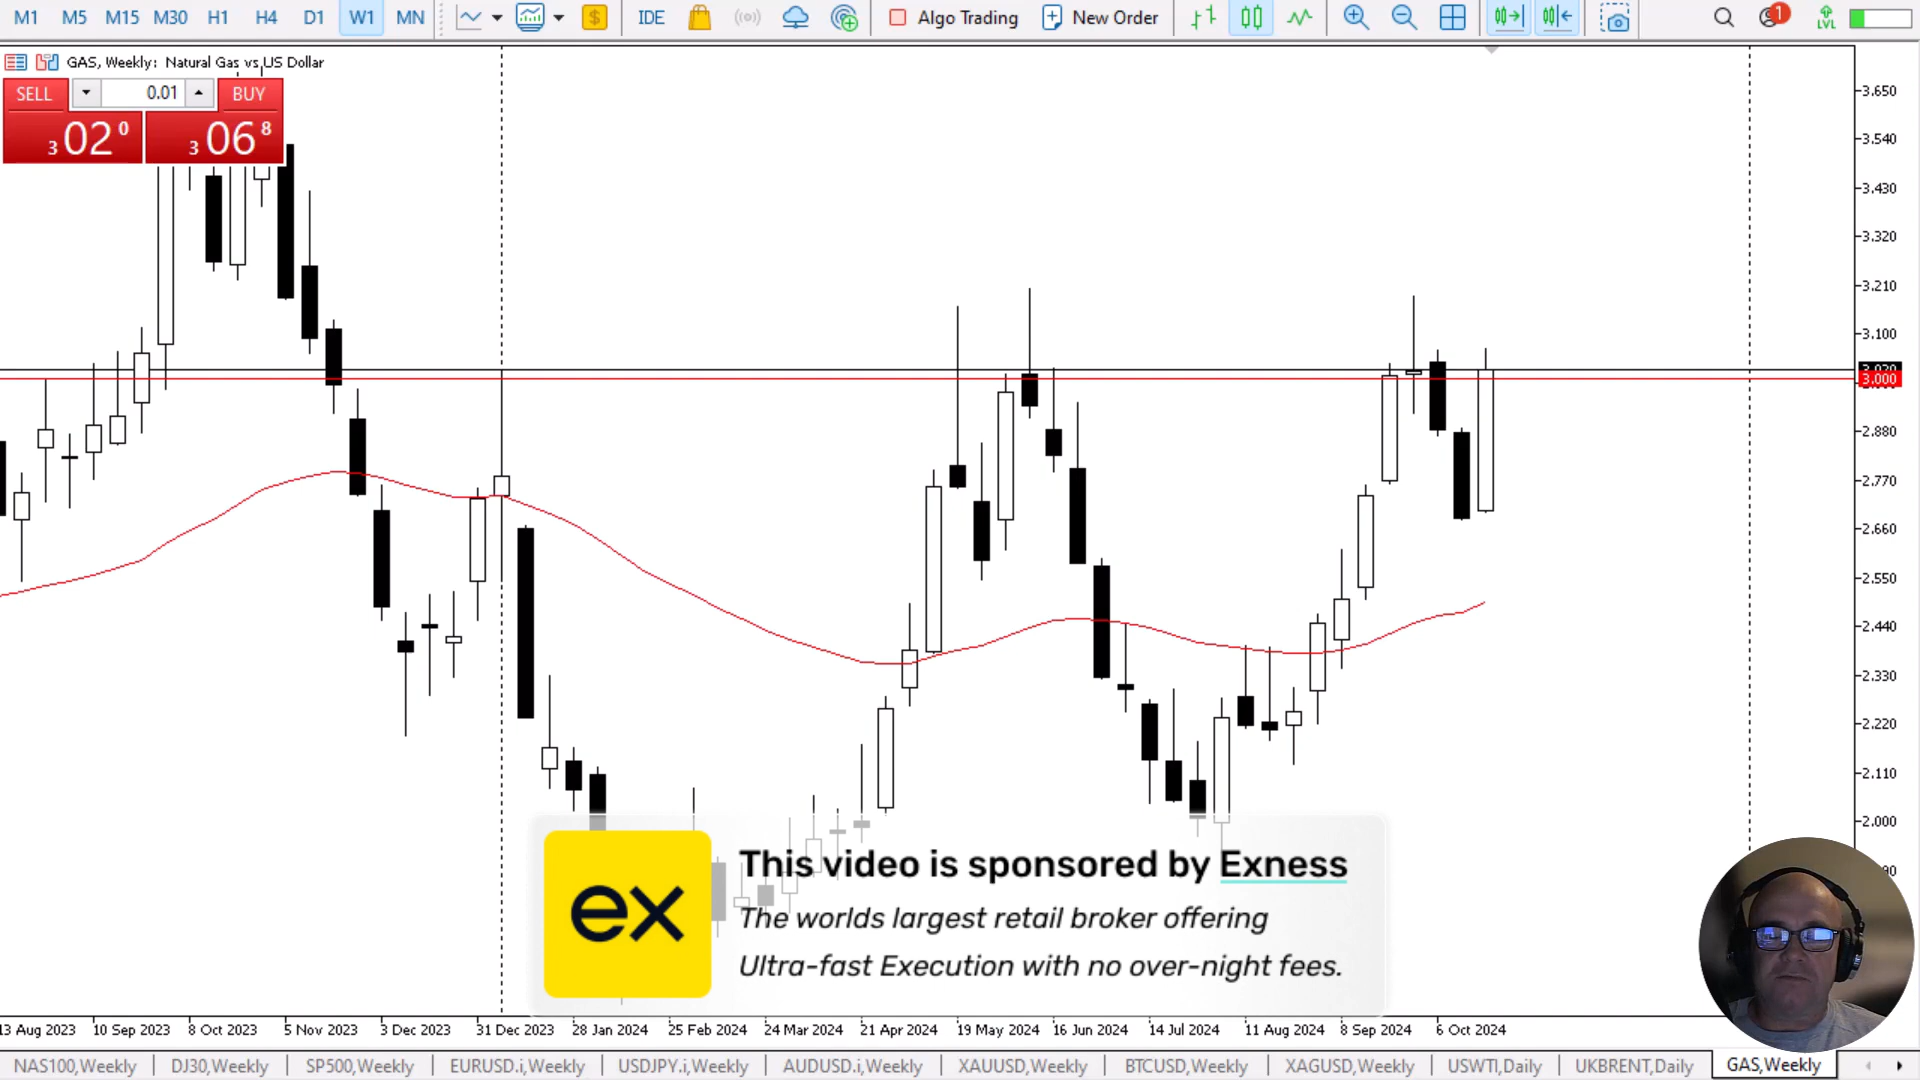 M1 M5 M15 M30 H1 H4 D1 W1 MN IDE Algo Trading New Order 1 LVL
GAS, Weekly: Natural Gas vs US Dollar
SELL 0.01 BUY
3 02 0 3 06 8
3.650
3.540
3.430
3.320
3.210
3.100
3.000
2.880
2.770
2.660
2.550
2.440
2.330
2.220
2.110
2.000
ex
This video is sponsored by Exness
The worlds largest retail broker offering
Ultra-fast Execution with no over-night fees.
13 Aug 2023 10 Sep 2023 8 Oct 2023 5 Nov 2023 3 Dec 2023 31 Dec 2023 28 Jan 2024 25 Feb 2024 24 Mar 2024 21 Apr 2024 19 May 2024 16 Jun 2024 14 Jul 2024 11 Aug 2024 8 Sep 2024 6 Oct 2024
NAS100,Weekly DJ30,Weekly SP500,Weekly EURUSD.i,Weekly USDJPY.i,Weekly AUDUSD.i,Weekly XAUUSD,Weekly BTCUSD,Weekly XAGUSD,Weekly USWTI,Daily UKBRENT,Daily GAS,Weekly